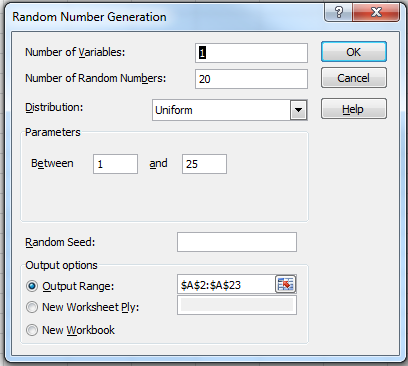 Random Number Generation
Number of Variables: 1
OK
Number of Random Numbers: 20
Cancel
Distribution: Uniform
Help
Parameters
Between 1 and 25
Random Seed:
Output options
Output Range: $A$2:$A$23
New Worksheet Ply:
New Workbook